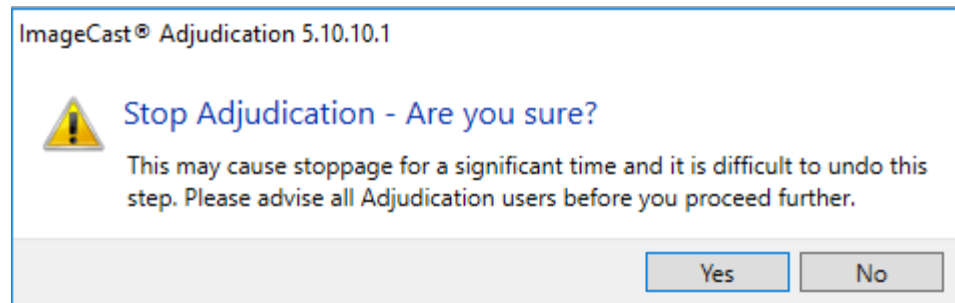 ImageCast® Adjudication 5.10.10.1
Stop Adjudication - Are you sure?
This may cause stoppage for a significant time and it is difficult to undo this
step. Please advise all Adjudication users before you proceed further.
Yes No